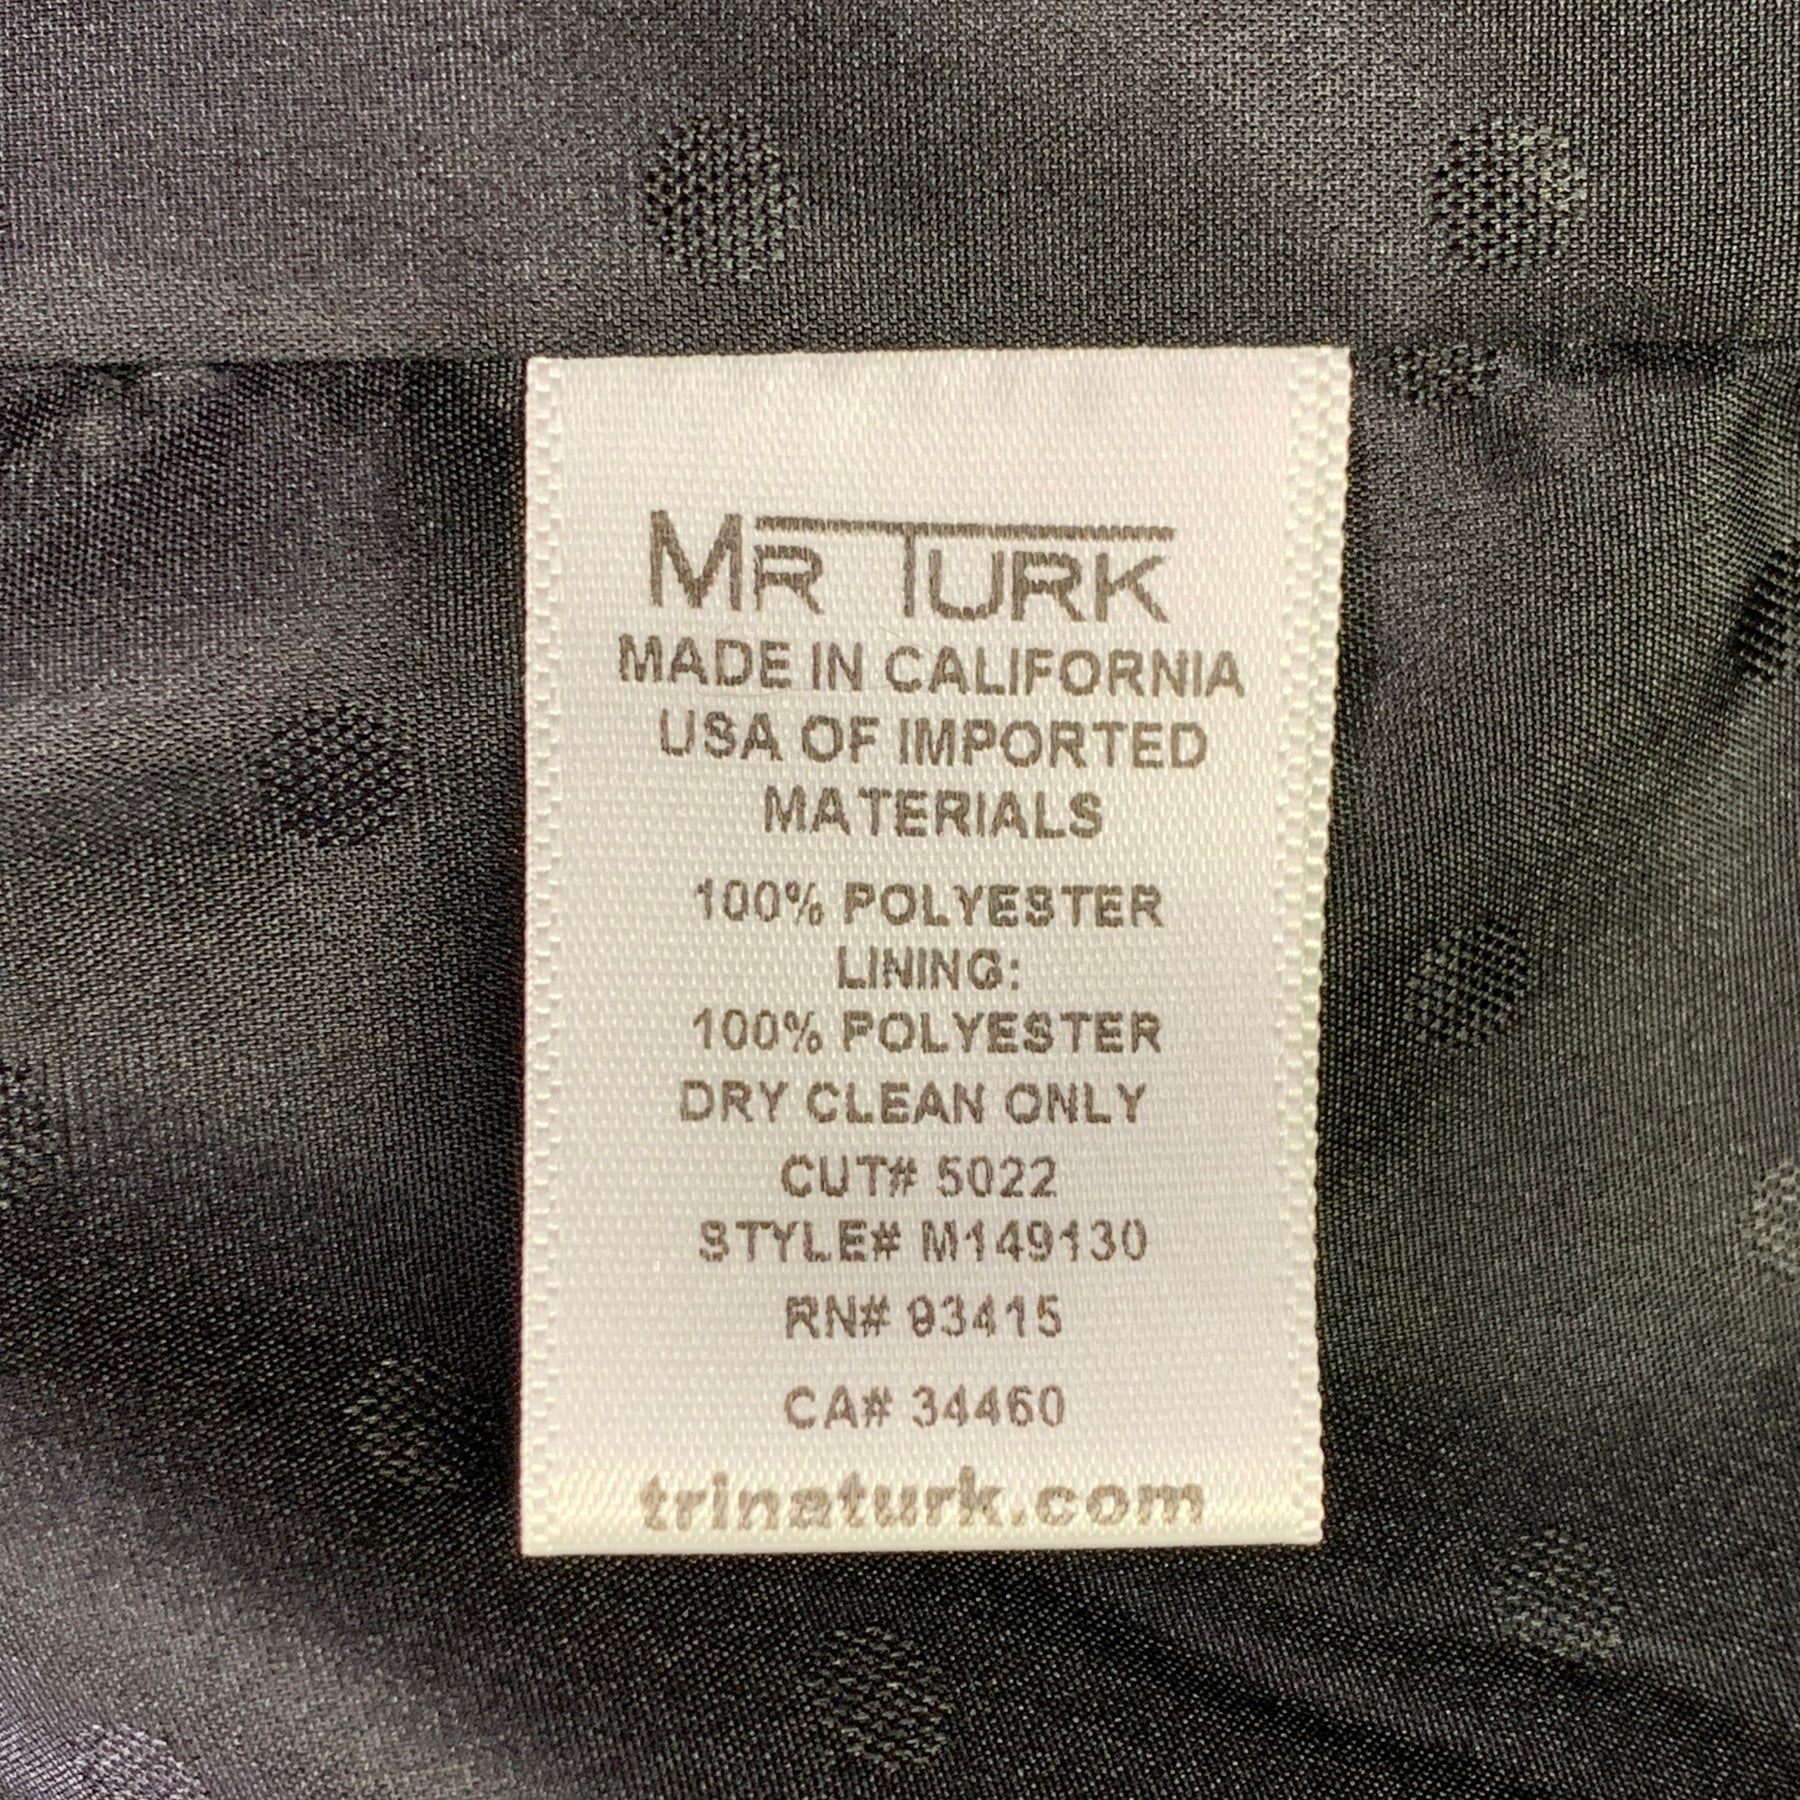 MR TURK
MADE IN CALIFORNIA
USA OF IMPORTED
MATERIALS
100% POLYESTER
LINING:
100% POLYESTER
DRY CLEAN ONLY
CUT# 5022
STYLE# M149130
RN# 93415
CA# 34460
trinaturk.com